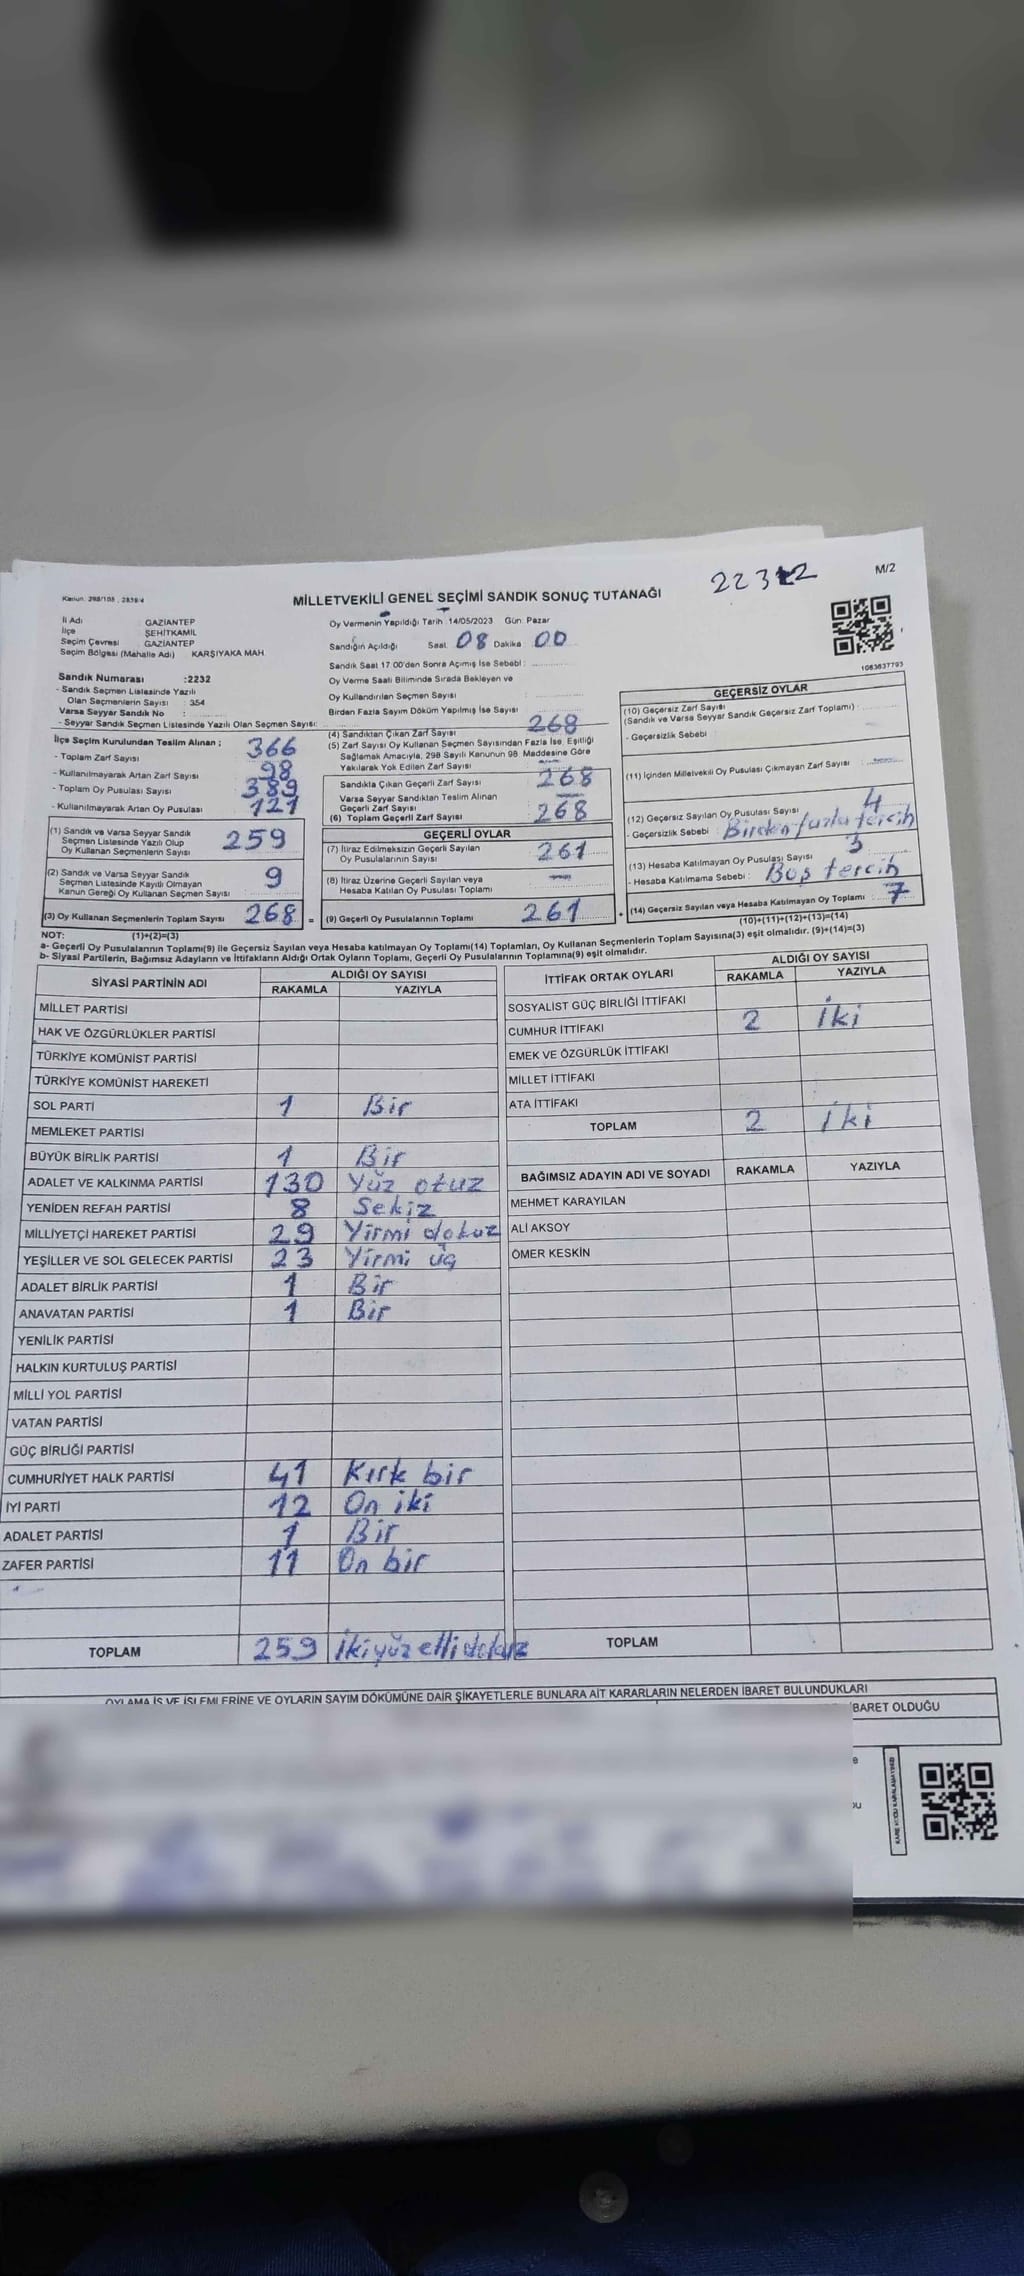 22312
M/2
Kanun: 298/105 , 2839/4
MİLLETVEKİLİ GENEL SEÇİMİ SANDIK SONUÇ TUTANAĞI
İl Adı : GAZİANTEP
İlçe : ŞEHİTKAMİL
Seçim Çevresi : GAZİANTEP
Seçim Bölgesi (Mahalle Adı) KARŞIYAKA MAH.
Oy Vermenin Yapıldığı Tarih :14/05/2023 Gün: Pazar
Sandığın Açıldığı Saat: 08 Dakika 00
Sandık Saat 17.00'den Sonra Açılmış İse Sebebi :
Oy Verme Saati Bitiminde Sırada Bekleyen ve
Oy Kullandırılan Seçmen Sayısı :
Birden Fazla Sayım Döküm Yapılmış İse Sayısı
1083837793
Sandık Numarası :2232
- Sandık Seçmen Listesinde Yazılı
Olan Seçmenlerin Sayısı : 354
Varsa Seyyar Sandık No :
- Seyyar Sandık Seçmen Listesinde Yazılı Olan Seçmen Sayısı:
İlçe Seçim Kurulundan Teslim Alınan ;
- Toplam Zarf Sayısı 366
- Kullanılmayarak Artan Zarf Sayısı 98
- Toplam Oy Pusulası Sayısı 389
- Kullanılmayarak Artan Oy Pusulası 121
(1) Sandık ve Varsa Seyyar Sandık
Seçmen Listesinde Yazılı Olup
Oy Kullanan Seçmenlerin Sayısı 259
(2) Sandık ve Varsa Seyyar Sandık
Seçmen Listesinde Kayıtlı Olmayan
Kanun Gereği Oy Kullanan Seçmen Sayısı : 9
(3) Oy Kullanan Seçmenlerin Toplam Sayısı 268 =
(1)+(2)=(3)
(4) Sandıktan Çıkan Zarf Sayısı 268
(5) Zarf Sayısı Oy Kullanan Seçmen Sayısından Fazla İse, Eşitliği
Sağlamak Amacıyla, 298 Sayılı Kanunun 98. Maddesine Göre
Yakılarak Yok Edilen Zarf Sayısı —
Sandıkta Çıkan Geçerli Zarf Sayısı 268
Varsa Seyyar Sandıktan Teslim Alınan
Geçerli Zarf Sayısı —
(6) Toplam Geçerli Zarf Sayısı 268
GEÇERLİ OYLAR
(7) İtiraz Edilmeksizin Geçerli Sayılan
Oy Pusulalarının Sayısı 261
(8) İtiraz Üzerine Geçerli Sayılan veya
Hesaba Katılan Oy Pusulası Toplamı —
(9) Geçerli Oy Pusulalarının Toplamı 261 +
GEÇERSİZ OYLAR
(10) Geçersiz Zarf Sayısı :
(Sandık ve Varsa Seyyar Sandık Geçersiz Zarf Toplamı)
- Geçersizlik Sebebi :
(11) İçinden Milletvekili Oy Pusulası Çıkmayan Zarf Sayısı
(12) Geçersiz Sayılan Oy Pusulası Sayısı : 4
- Geçersizlik Sebebi : Birden fazla tercih
(13) Hesaba Katılmayan Oy Pusulası Sayısı : 3
- Hesaba Katılmama Sebebi : Boş tercih
(14) Geçersiz Sayılan veya Hesaba Katılmayan Oy Toplamı : 7
(10)+(11)+(12)+(13)=(14)
NOT:
a- Geçerli Oy Pusulalarının Toplamı(9) ile Geçersiz Sayılan veya Hesaba katılmayan Oy Toplamı(14) Toplamları, Oy Kullanan Seçmenlerin Toplam Sayısına(3) eşit olmalıdır. (9)+(14)=(3)
b- Siyasi Partilerin, Bağımsız Adayların ve İttifakların Aldığı Ortak Oyların Toplamı, Geçerli Oy Pusulalarının Toplamına(9) eşit olmalıdır.
SİYASİ PARTİNİN ADI ALDIĞI OY SAYISI
RAKAMLA YAZIYLA
MİLLET PARTİSİ
HAK VE ÖZGÜRLÜKLER PARTİSİ
TÜRKİYE KOMÜNİST PARTİSİ
TÜRKİYE KOMÜNİST HAREKETİ
SOL PARTİ 1 Bir
MEMLEKET PARTİSİ
BÜYÜK BİRLİK PARTİSİ 1 Bir
ADALET VE KALKINMA PARTİSİ 130 Yüz otuz
YENİDEN REFAH PARTİSİ 8 Sekiz
MİLLİYETÇİ HAREKET PARTİSİ 29 Yirmi dokuz
YEŞİLLER VE SOL GELECEK PARTİSİ 23 Yirmi üç
ADALET BİRLİK PARTİSİ 1 Bir
ANAVATAN PARTİSİ 1 Bir
YENİLİK PARTİSİ
HALKIN KURTULUŞ PARTİSİ
MİLLİ YOL PARTİSİ
VATAN PARTİSİ
GÜÇ BİRLİĞİ PARTİSİ
CUMHURİYET HALK PARTİSİ 41 Kırk bir
İYİ PARTİ 12 On iki
ADALET PARTİSİ 1 Bir
ZAFER PARTİSİ 11 On bir
TOPLAM 259 İkiyüz elli dokuz
İTTİFAK ORTAK OYLARI ALDIĞI OY SAYISI
RAKAMLA YAZIYLA
SOSYALİST GÜÇ BİRLİĞİ İTTİFAKI
CUMHUR İTTİFAKI 2 İki
EMEK VE ÖZGÜRLÜK İTTİFAKI
MİLLET İTTİFAKI
ATA İTTİFAKI
TOPLAM 2 İki
BAĞIMSIZ ADAYIN ADI VE SOYADI RAKAMLA YAZIYLA
MEHMET KARAYILAN
ALİ AKSOY
ÖMER KESKİN
TOPLAM
OYLAMA İŞ VE İŞLEMLERİNE VE OYLARIN SAYIM DÖKÜMÜNE DAİR ŞİKAYETLERLE BUNLARA AİT KARARLARIN NELERDEN İBARET BULUNDUKLARI
BARET OLDUĞU